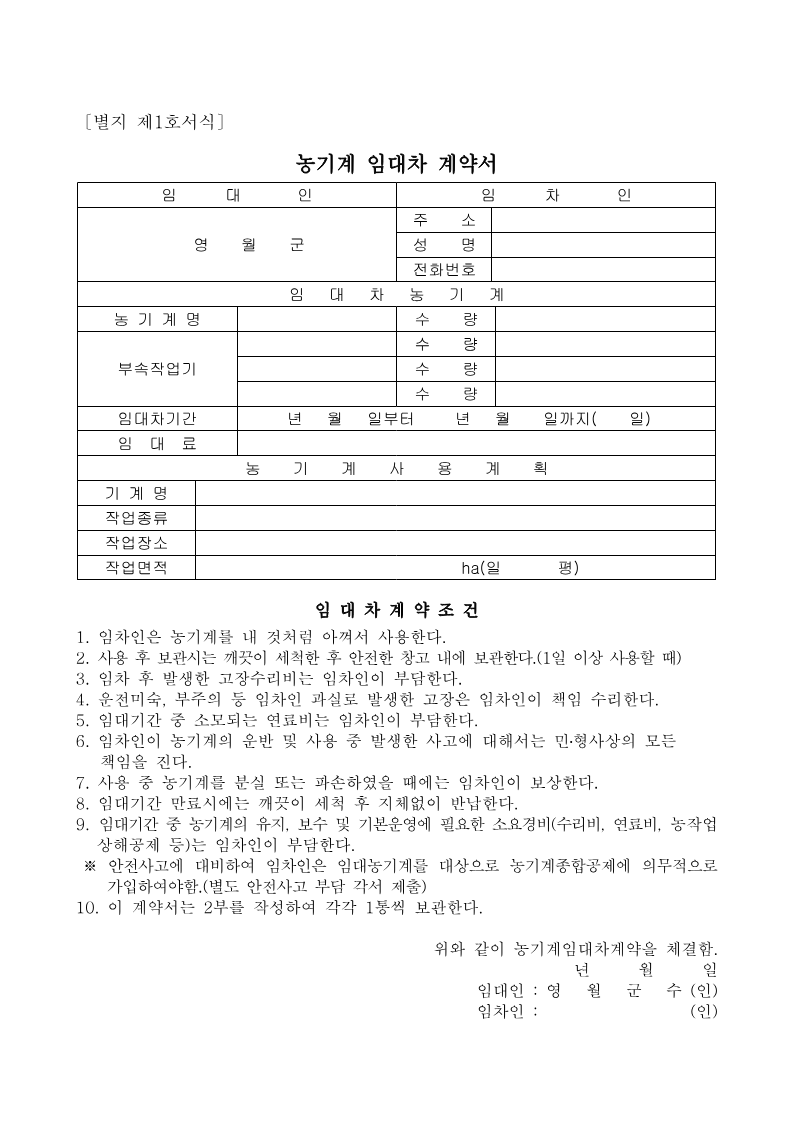 [별지 제1호서식]
농기계 임대차 계약서
임 대 인 임 차 인
영 월 군 주 소
성 명
전화번호
임 대 차 농 기 계
농 기 계 명 수 량
부속작업기 수 량
수 량
수 량
임대차기간 년 월 일부터 년 월 일까지( 일)
임 대 료
농 기 계 사 용 계 획
기 계 명
작업종류
작업장소
작업면적 ha(일 평)
임 대 차 계 약 조 건
1. 임차인은 농기계를 내 것처럼 아껴서 사용한다.
2. 사용 후 보관시는 깨끗이 세척한 후 안전한 창고 내에 보관한다.(1일 이상 사용할 때)
3. 임차 후 발생한 고장수리비는 임차인이 부담한다.
4. 운전미숙, 부주의 등 임차인 과실로 발생한 고장은 임차인이 책임 수리한다.
5. 임대기간 중 소모되는 연료비는 임차인이 부담한다.
6. 임차인이 농기계의 운반 및 사용 중 발생한 사고에 대해서는 민·형사상의 모든
책임을 진다.
7. 사용 중 농기계를 분실 또는 파손하였을 때에는 임차인이 보상한다.
8. 임대기간 만료시에는 깨끗이 세척 후 지체없이 반납한다.
9. 임대기간 중 농기계의 유지, 보수 및 기본운영에 필요한 소요경비(수리비, 연료비, 농작업
상해공제 등)는 임차인이 부담한다.
※ 안전사고에 대비하여 임차인은 임대농기계를 대상으로 농기계종합공제에 의무적으로
가입하여야함.(별도 안전사고 부담 각서 제출)
10. 이 계약서는 2부를 작성하여 각각 1통씩 보관한다.
위와 같이 농기계임대차계약을 체결함.
년 월 일
임대인 : 영 월 군 수 (인)
임차인 : (인)